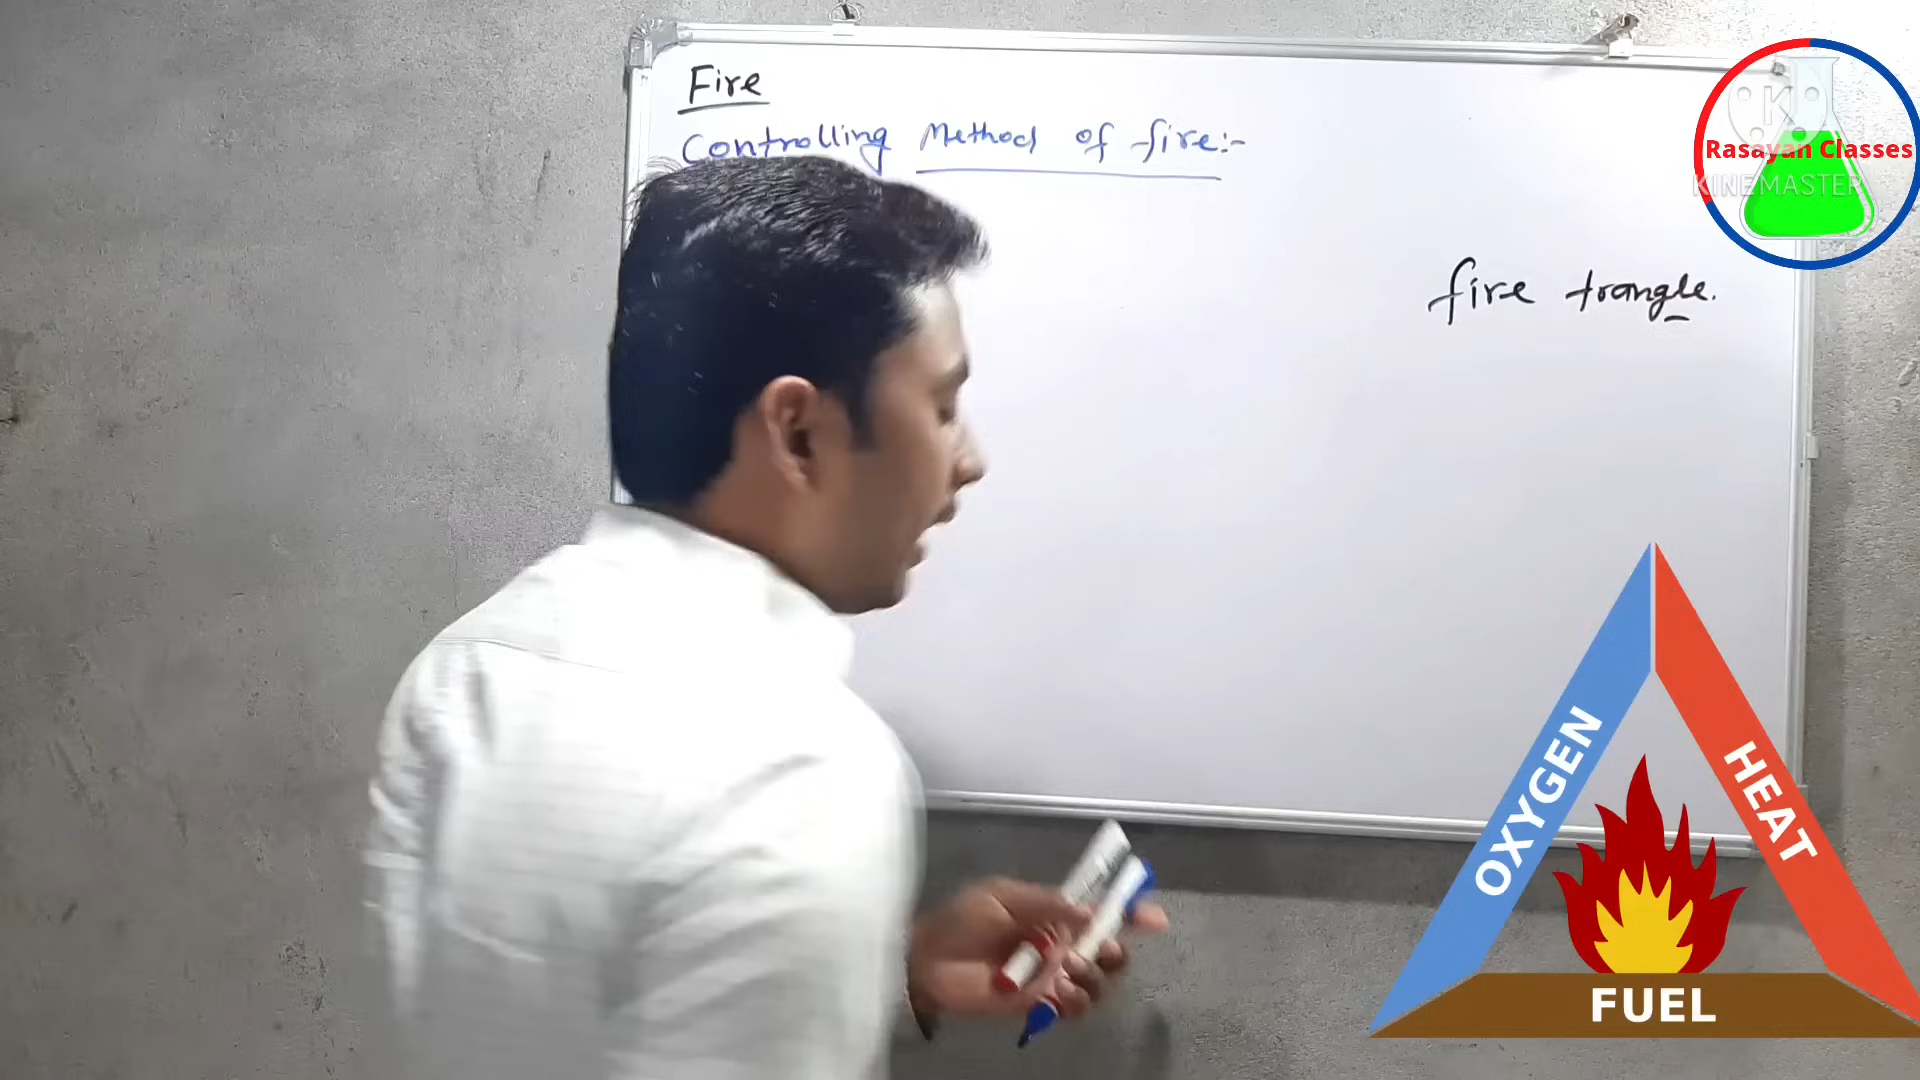 Fire
Controlling Method of fire:-
Rasayan Classes
KINEMASTER
fire trangle.
OXYGEN
HEAT
FUEL